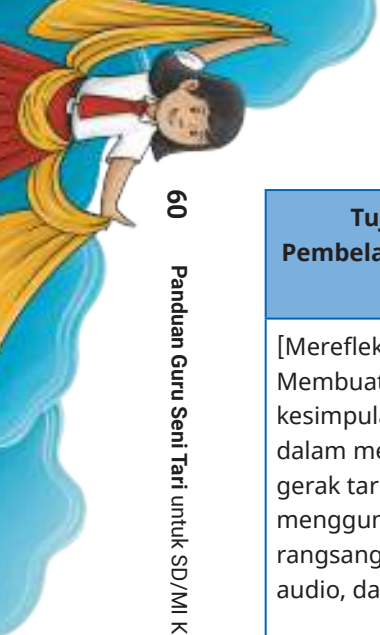 60 Panduan Guru Seni Tari untuk SD/MI K
Pembela
[Mereflek
Membuat
kesimpula
dalam me
gerak tar
menggun
rangsang
audio, da